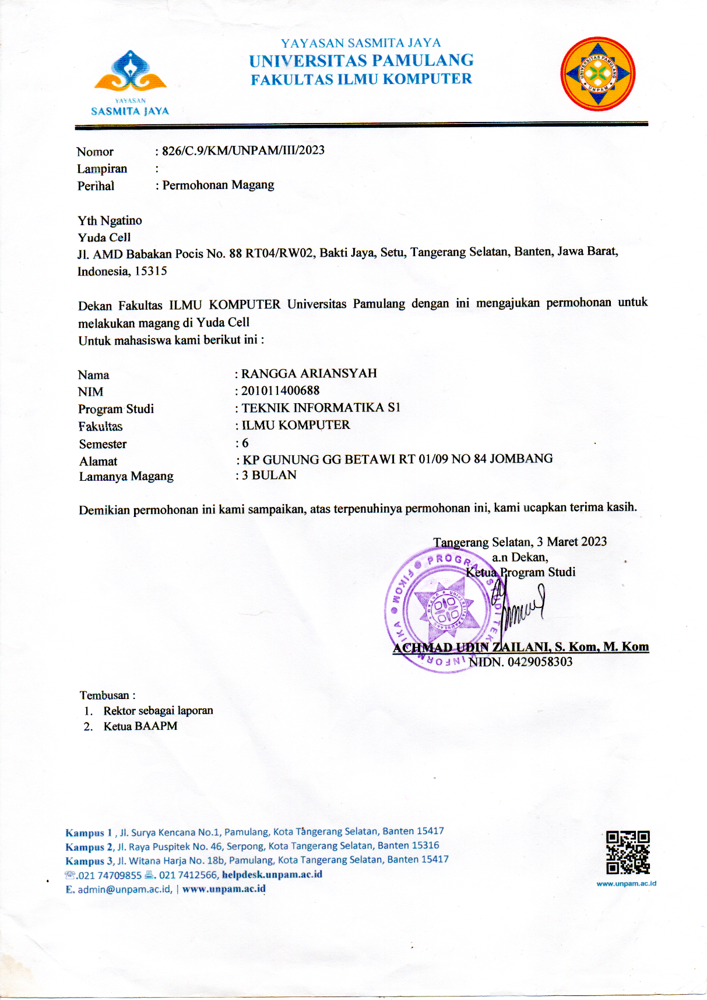 YAYASAN SASMITA JAYA
UNIVERSITAS PAMULANG
FAKULTAS ILMU KOMPUTER
YAYASAN
SASMITA JAYA
UNIVERSITAS PAMULANG
UNPAM
Nomor : 826/C.9/KM/UNPAM/III/2023
Lampiran :
Perihal : Permohonan Magang
Yth Ngatino
Yuda Cell
Jl. AMD Babakan Pocis No. 88 RT04/RW02, Bakti Jaya, Setu, Tangerang Selatan, Banten, Jawa Barat,
Indonesia, 15315
Dekan Fakultas ILMU KOMPUTER Universitas Pamulang dengan ini mengajukan permohonan untuk
melakukan magang di Yuda Cell
Untuk mahasiswa kami berikut ini :
Nama : RANGGA ARIANSYAH
NIM : 201011400688
Program Studi : TEKNIK INFORMATIKA S1
Fakultas : ILMU KOMPUTER
Semester : 6
Alamat : KP GUNUNG GG BETAWI RT 01/09 NO 84 JOMBANG
Lamanya Magang : 3 BULAN
Demikian permohonan ini kami sampaikan, atas terpenuhinya permohonan ini, kami ucapkan terima kasih.
Tangerang Selatan, 3 Maret 2023
a.n Dekan,
Ketua Program Studi
PROGRAM STUDI TEKNIK INFORMATIKA FIKOM
UNIVERSITAS PAMULANG UNPAM
ACHMAD UDIN ZAILANI, S. Kom, M. Kom
NIDN. 0429058303
Tembusan :
1. Rektor sebagai laporan
2. Ketua BAAPM
Kampus 1 , Jl. Surya Kencana No.1, Pamulang, Kota Tangerang Selatan, Banten 15417
Kampus 2, Jl. Raya Puspitek No. 46, Serpong, Kota Tangerang Selatan, Banten 15316
Kampus 3, Jl. Witana Harja No. 18b, Pamulang, Kota Tangerang Selatan, Banten 15417
☏.021 74709855 🖷. 021 7412566, helpdesk.unpam.ac.id
E. admin@unpam.ac.id, | www.unpam.ac.id
www.unpam.ac.id